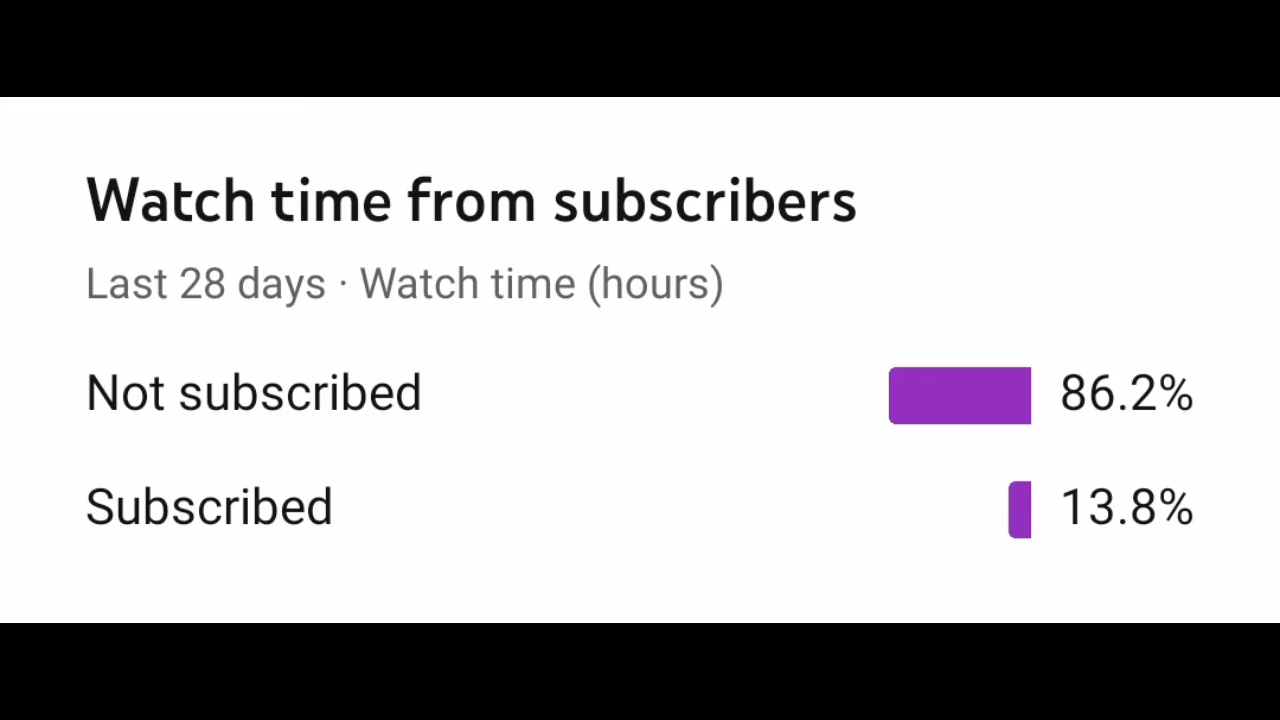 Watch time from subscribers
Last 28 days · Watch time (hours)
Not subscribed 86.2%
Subscribed 13.8%